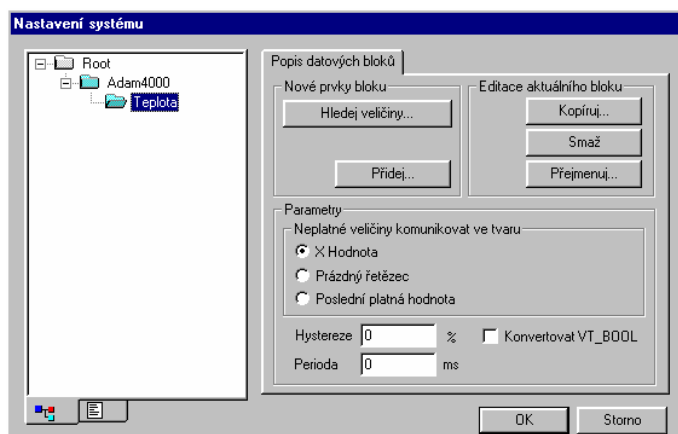 Nastavení systému
Root
Adam4000
Teplota
Popis datových bloků
Nové prvky bloku
Hledej veličiny...
Přidej...
Editace aktuálního bloku
Kopíruj...
Smaž
Přejmenuj...
Parametry
Neplatné veličiny komunikovat ve tvaru
X Hodnota
Prázdný řetězec
Poslední platná hodnota
Hystereze 0 % Konvertovat VT_BOOL
Perioda 0 ms
OK Storno